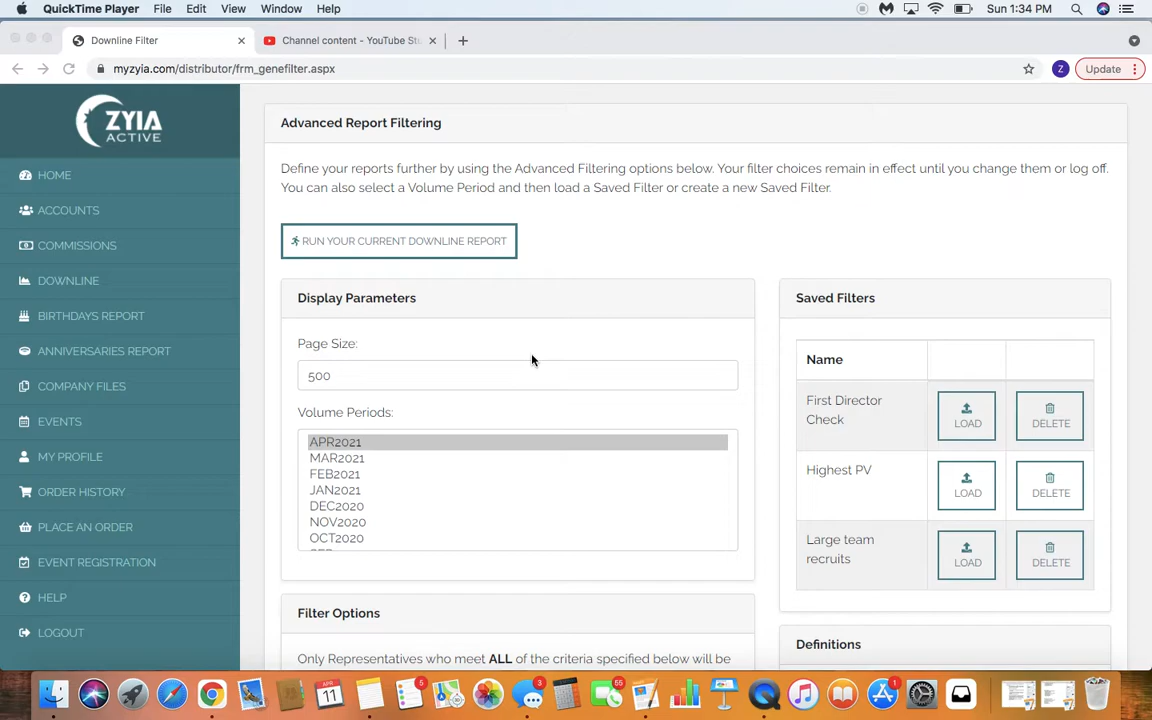 QuickTime Player File Edit View Window Help Sun 1:34 PM
Downline Filter
Channel content - YouTube Stu
myzyia.com/distributor/frm_genefilter.aspx
Z
Update
ZYIA
ACTIVE
HOME
ACCOUNTS
COMMISSIONS
DOWNLINE
BIRTHDAYS REPORT
ANNIVERSARIES REPORT
COMPANY FILES
EVENTS
MY PROFILE
ORDER HISTORY
PLACE AN ORDER
EVENT REGISTRATION
HELP
LOGOUT
Advanced Report Filtering
Define your reports further by using the Advanced Filtering options below. Your filter choices remain in effect until you change them or log off.
You can also select a Volume Period and then load a Saved Filter or create a new Saved Filter.
RUN YOUR CURRENT DOWNLINE REPORT
Display Parameters
Page Size:
500
Volume Periods:
APR2021
MAR2021
FEB2021
JAN2021
DEC2020
NOV2020
OCT2020
Filter Options
Only Representatives who meet ALL of the criteria specified below will be
Saved Filters
Name
First Director
Check
LOAD
DELETE
Highest PV
LOAD
DELETE
Large team
recruits
LOAD
DELETE
Definitions
APR
11
5
3
55
1